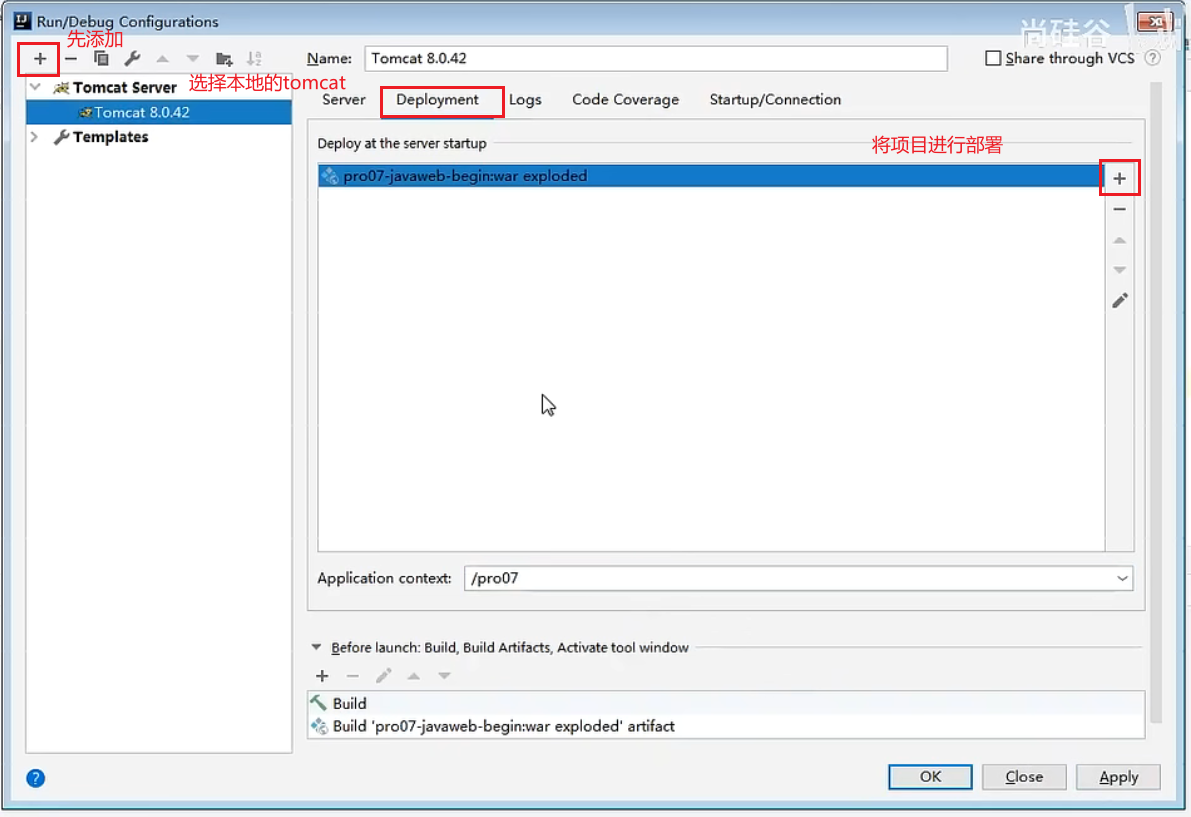 Run/Debug Configurations
尚硅谷
先添加
Name: Tomcat 8.0.42
Share through VCS
选择本地的tomcat
Tomcat Server
Tomcat 8.0.42
Templates
Server Deployment Logs Code Coverage Startup/Connection
Deploy at the server startup
将项目进行部署
pro07-javaweb-begin:war exploded
Application context: /pro07
Before launch: Build, Build Artifacts, Activate tool window
Build
Build 'pro07-javaweb-begin:war exploded' artifact
OK Close Apply